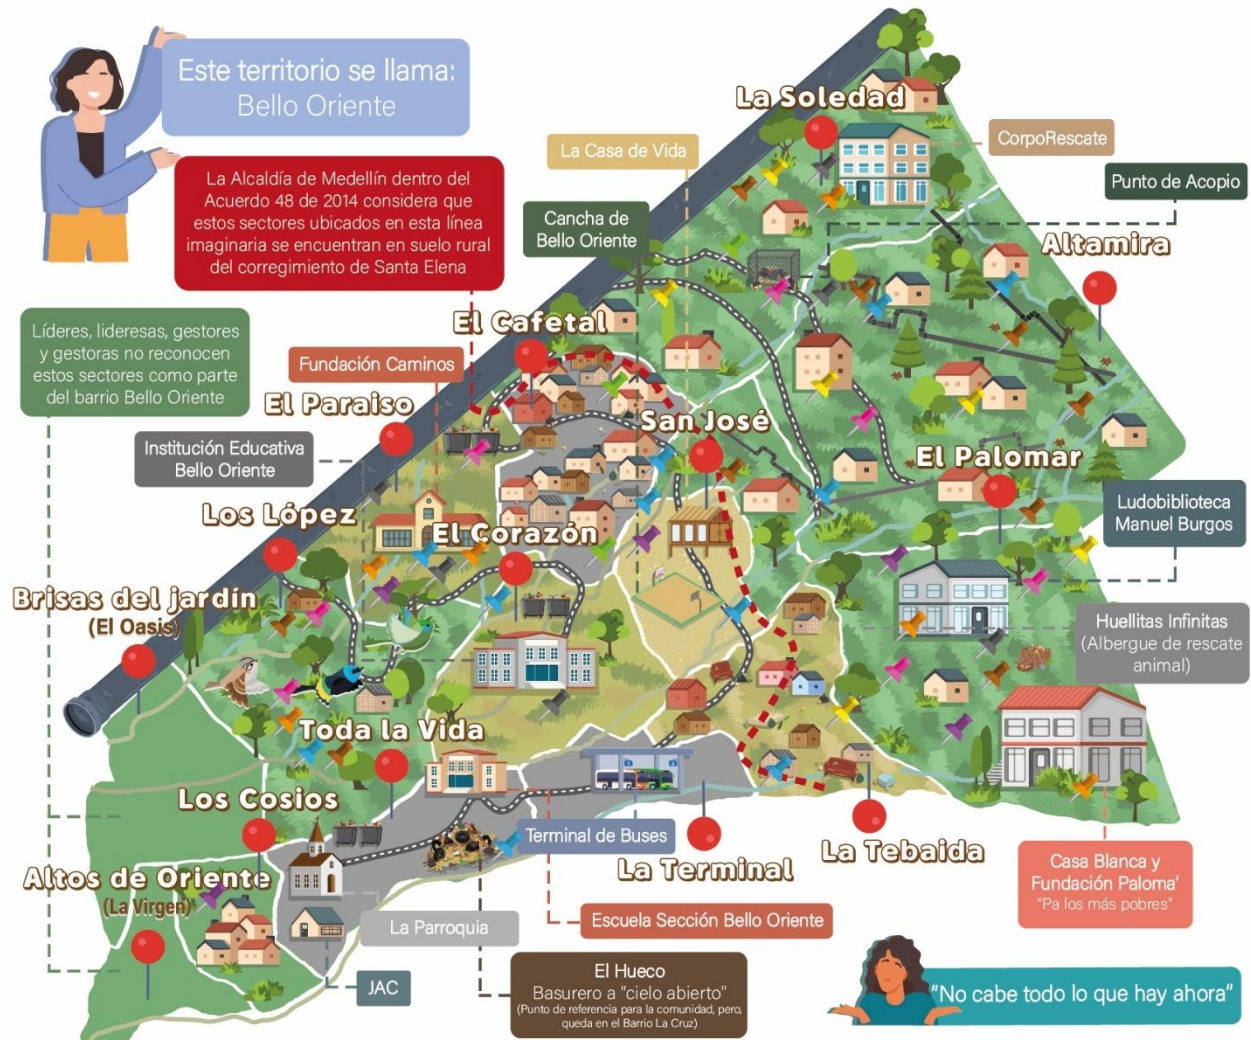 Este territorio se llama:
Bello Oriente
La Alcaldía de Medellín dentro del
Acuerdo 48 de 2014 considera que
estos sectores ubicados en esta línea
imaginaria se encuentran en suelo rural
del corregimiento de Santa Elena
Líderes, lideresas, gestores
y gestoras no reconocen
estos sectores como parte
del barrio Bello Oriente
La Soledad
La Casa de Vida
CorpoRescate
Punto de Acopio
Cancha de
Bello Oriente
Altamira
El Cafetal
Fundación Caminos
El Paraiso
San José
Institución Educativa
Bello Oriente
El Palomar
Los López
Ludobiblioteca
Manuel Burgos
El Corazón
Brisas del jardín
(El Oasis)
Huellitas Infinitas
(Albergue de rescate
animal)
Toda la Vida
Los Cosios
Terminal de Buses
La Terminal
La Tebaida
Altos de Oriente
(La Virgen)
Casa Blanca y
Fundación Paloma’
"Pa los más pobres"
La Parroquia
Escuela Sección Bello Oriente
JAC
El Hueco
Basurero a “cielo abierto”
(Punto de referencia para la comunidad, pero,
queda en el Barrio La Cruz)
“No cabe todo lo que hay ahora”